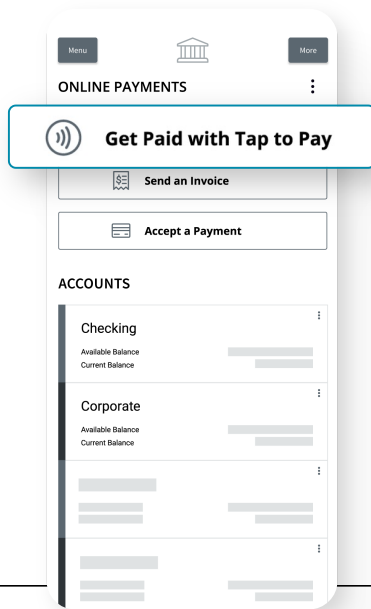 Menu
More
ONLINE PAYMENTS
Get Paid with Tap to Pay
Send an Invoice
Accept a Payment
ACCOUNTS
Checking
Available Balance
Current Balance
Corporate
Available Balance
Current Balance